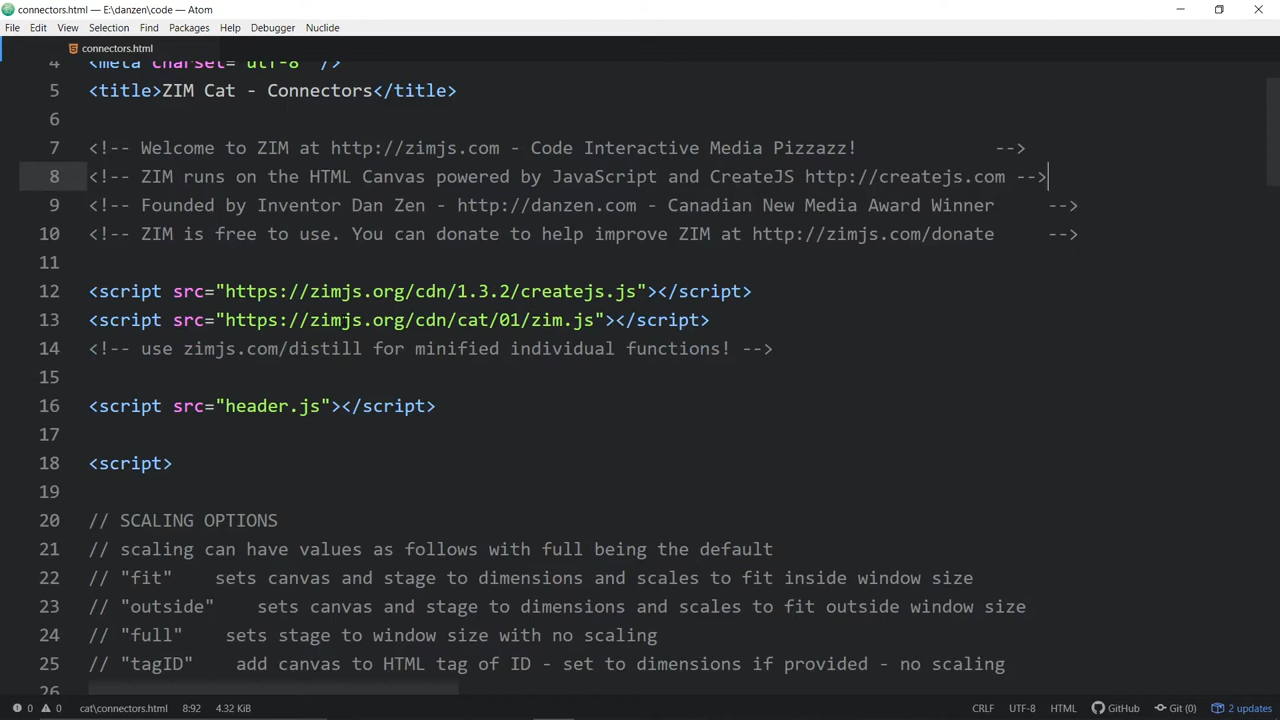 connectors.html — E:\danzen\code — Atom
File Edit View Selection Find Packages Help Debugger Nuclide
connectors.html
4 <meta charset="utf-8" />
5 <title>ZIM Cat - Connectors</title>
6
7 <!-- Welcome to ZIM at http://zimjs.com - Code Interactive Media Pizzazz! -->
8 <!-- ZIM runs on the HTML Canvas powered by JavaScript and CreateJS http://createjs.com -->
9 <!-- Founded by Inventor Dan Zen - http://danzen.com - Canadian New Media Award Winner -->
10 <!-- ZIM is free to use. You can donate to help improve ZIM at http://zimjs.com/donate -->
11
12 <script src="https://zimjs.org/cdn/1.3.2/createjs.js"></script>
13 <script src="https://zimjs.org/cdn/cat/01/zim.js"></script>
14 <!-- use zimjs.com/distill for minified individual functions! -->
15
16 <script src="header.js"></script>
17
18 <script>
19
20 // SCALING OPTIONS
21 // scaling can have values as follows with full being the default
22 // "fit" sets canvas and stage to dimensions and scales to fit inside window size
23 // "outside" sets canvas and stage to dimensions and scales to fit outside window size
24 // "full" sets stage to window size with no scaling
25 // "tagID" add canvas to HTML tag of ID - set to dimensions if provided - no scaling
26
0 0 cat\connectors.html 8:92 4.32 KiB CRLF UTF-8 HTML GitHub Git (0) 2 updates